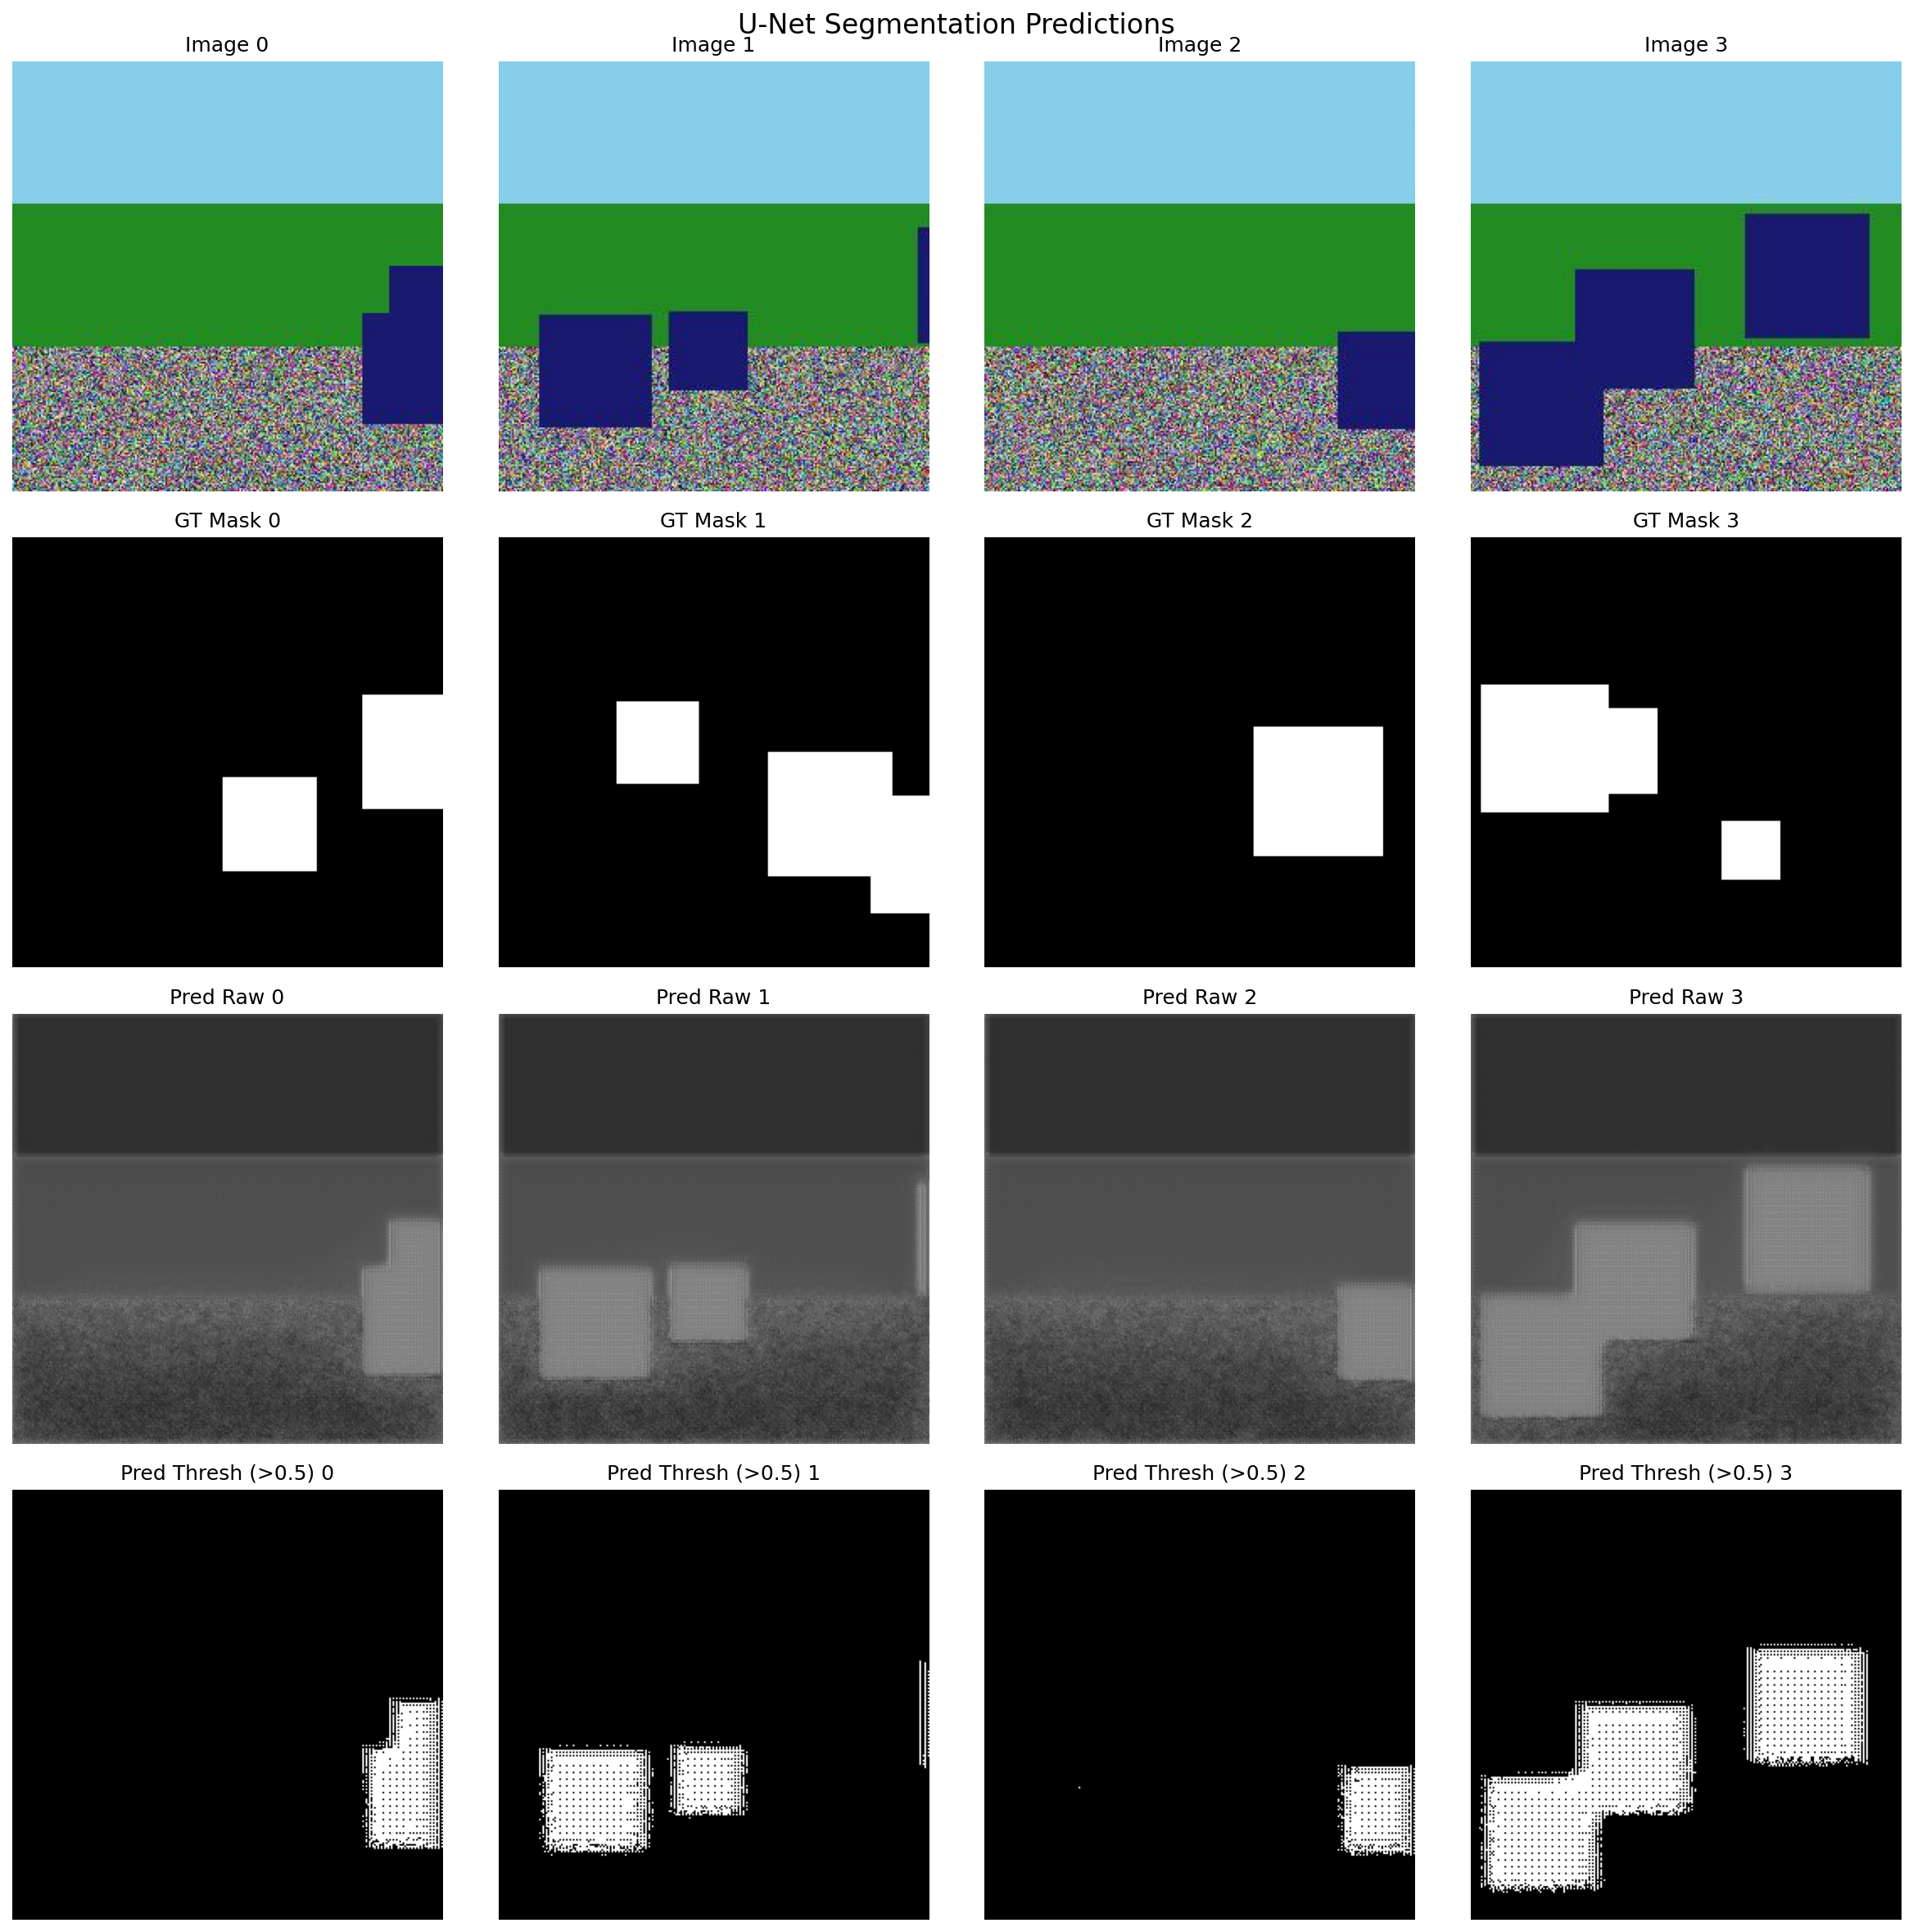 U-Net Segmentation Predictions
Image 0
Image 1
Image 2
Image 3
GT Mask 0
GT Mask 1
GT Mask 2
GT Mask 3
Pred Raw 0
Pred Raw 1
Pred Raw 2
Pred Raw 3
Pred Thresh (>0.5) 0
Pred Thresh (>0.5) 1
Pred Thresh (>0.5) 2
Pred Thresh (>0.5) 3